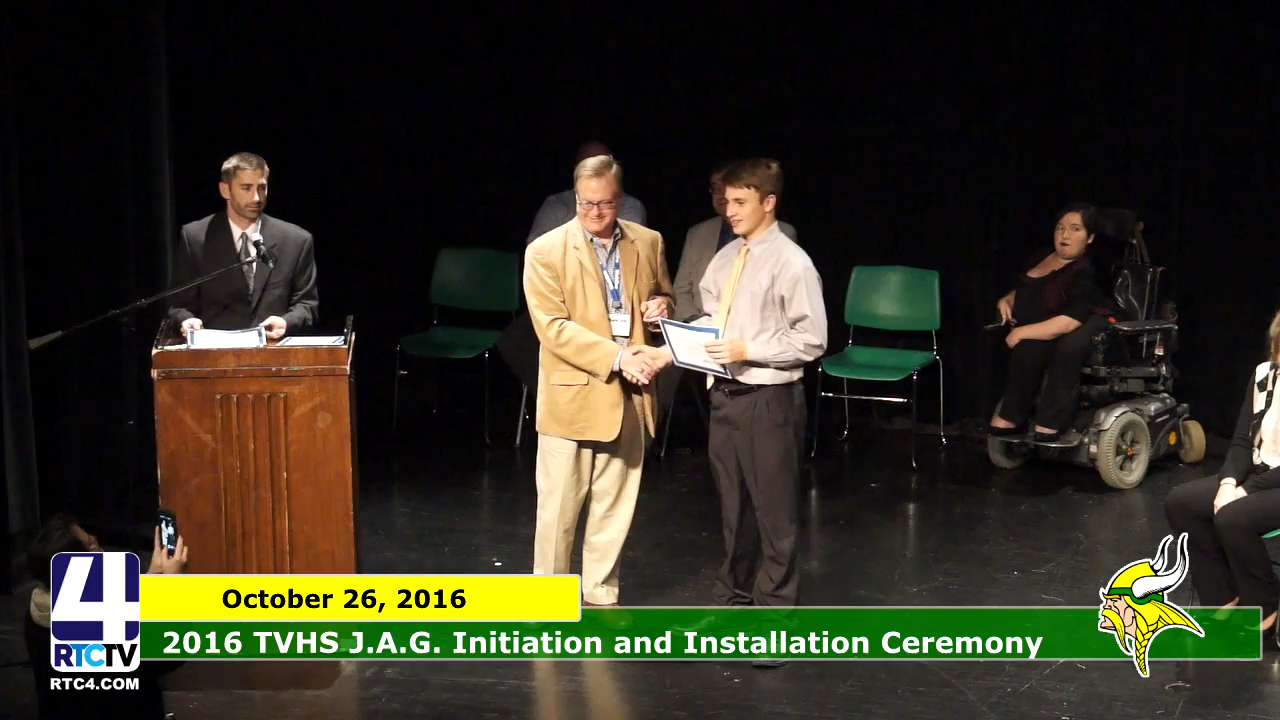 October 26, 2016
2016 TVHS J.A.G. Initiation and Installation Ceremony
4
RTCTV
RTC4.COM